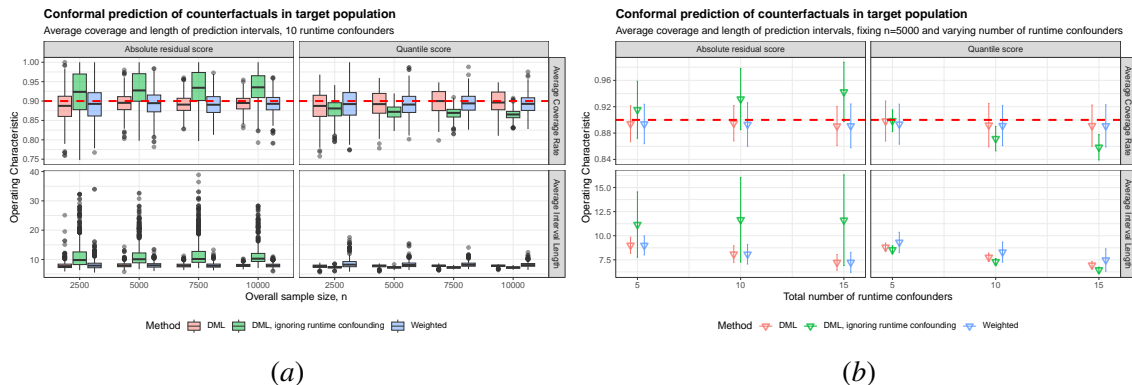 Conformal prediction of counterfactuals in target population
Average coverage and length of prediction intervals, 10 runtime confounders
Absolute residual score
Quantile score
Operating Characteristic
1.00
0.95
0.90
0.85
0.80
0.75
Average Coverage Rate
40
30
20
10
Average Interval Length
2500
5000
7500
10000
2500
5000
7500
10000
Overall sample size, n
Method
DML
DML, ignoring runtime confounding
Weighted
(a)
Conformal prediction of counterfactuals in target population
Average coverage and length of prediction intervals, fixing n=5000 and varying number of runtime confounders
Absolute residual score
Quantile score
Operating Characteristic
0.96
0.92
0.88
0.84
Average Coverage Rate
15.0
12.5
10.0
7.5
Average Interval Length
5
10
15
5
10
15
Total number of runtime confounders
Method
DML
DML, ignoring runtime confounding
Weighted
(b)